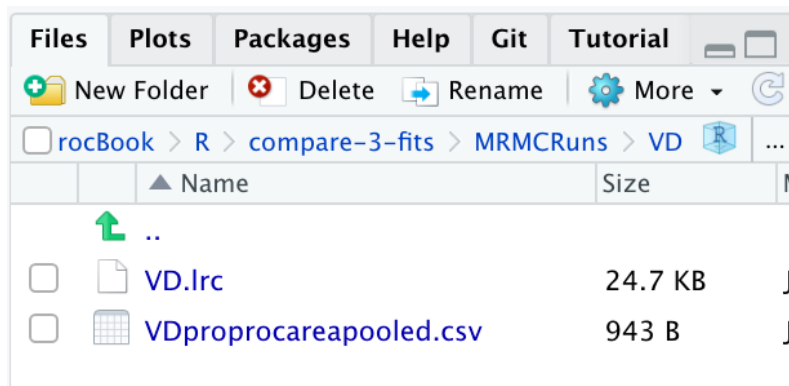 Files Plots Packages Help Git Tutorial
New Folder Delete Rename More
rocBook > R > compare-3-fits > MRMCRuns > VD R ...
Name Size
..
VD.lrc 24.7 KB
VDproprocareapooled.csv 943 B